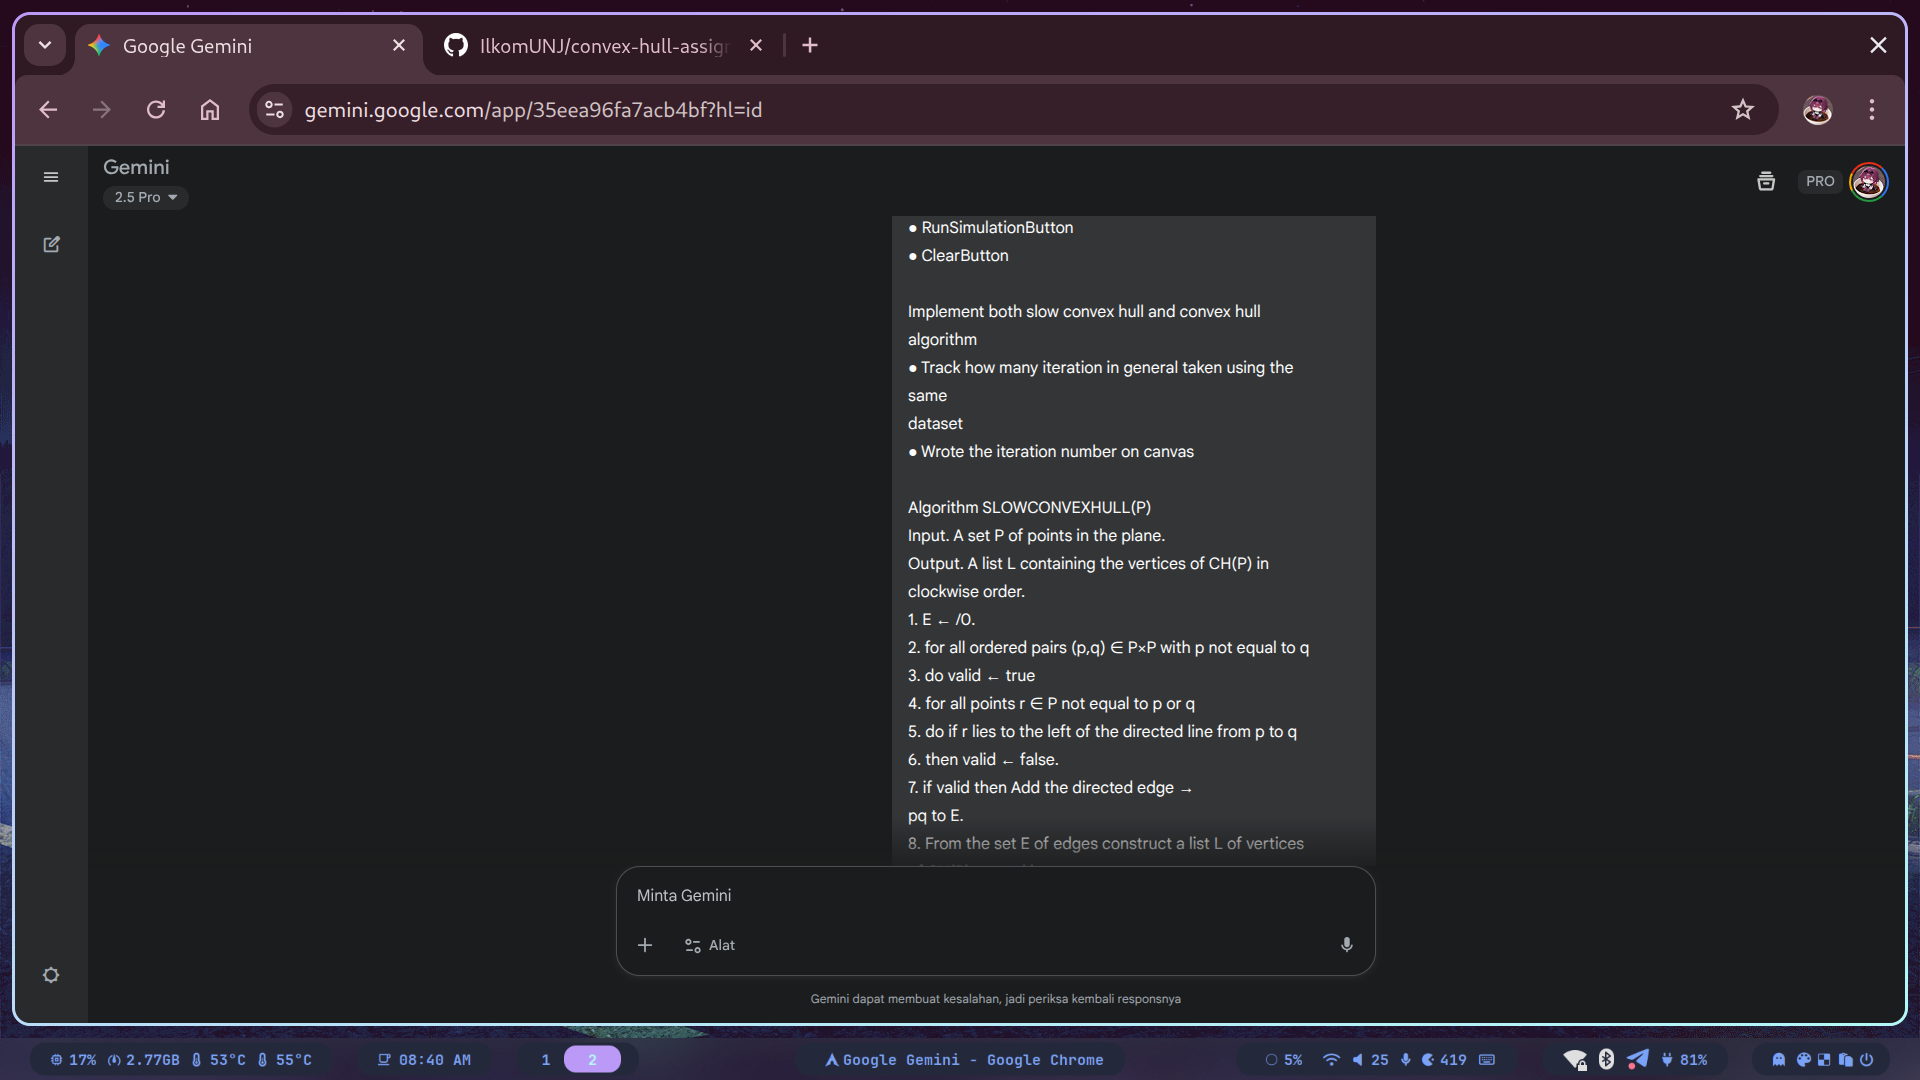 Google Gemini
IlkomUNJ/convex-hull-assig
gemini.google.com/app/35eea96fa7acb4bf?hl=id
Gemini
2.5 Pro
PRO
● RunSimulationButton
● ClearButton
Implement both slow convex hull and convex hull
algorithm
● Track how many iteration in general taken using the
same
dataset
● Wrote the iteration number on canvas
Algorithm SLOWCONVEXHULL(P)
Input. A set P of points in the plane.
Output. A list L containing the vertices of CH(P) in
clockwise order.
1. E ← /0.
2. for all ordered pairs (p,q) ∈ P×P with p not equal to q
3. do valid ← true
4. for all points r ∈ P not equal to p or q
5. do if r lies to the left of the directed line from p to q
6. then valid ← false.
7. if valid then Add the directed edge →
pq to E.
8. From the set E of edges construct a list L of vertices
Minta Gemini
Alat
Gemini dapat membuat kesalahan, jadi periksa kembali responsnya
17% 2.77GB 53°C 55°C
08:40 AM
1 2
Google Gemini - Google Chrome
5% 25 419
81%